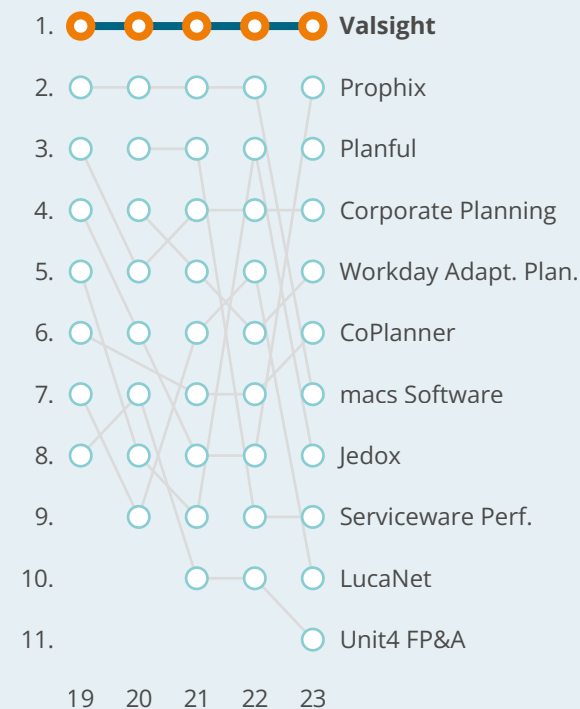 1. Valsight
2. Prophix
3. Planful
4. Corporate Planning
5. Workday Adapt. Plan.
6. CoPlanner
7. macs Software
8. Jedox
9. Serviceware Perf.
10. LucaNet
11. Unit4 FP&A
19 20 21 22 23